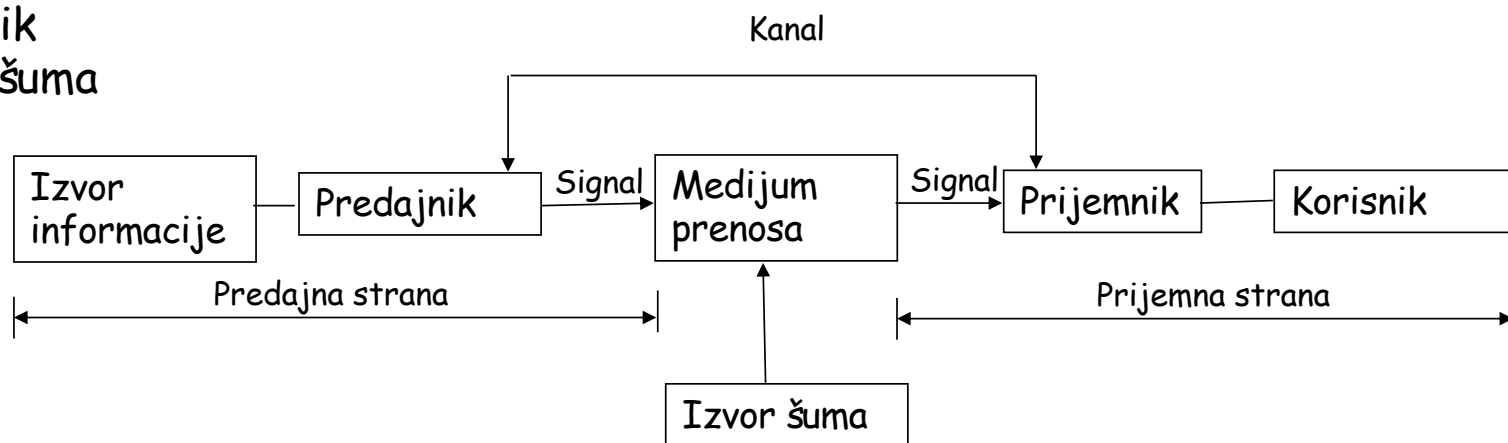 ik
šuma
Kanal
Izvor
informacije
Predajnik
Signal
Medijum
prenosa
Signal
Prijemnik
Korisnik
Predajna strana
Prijemna strana
Izvor šuma